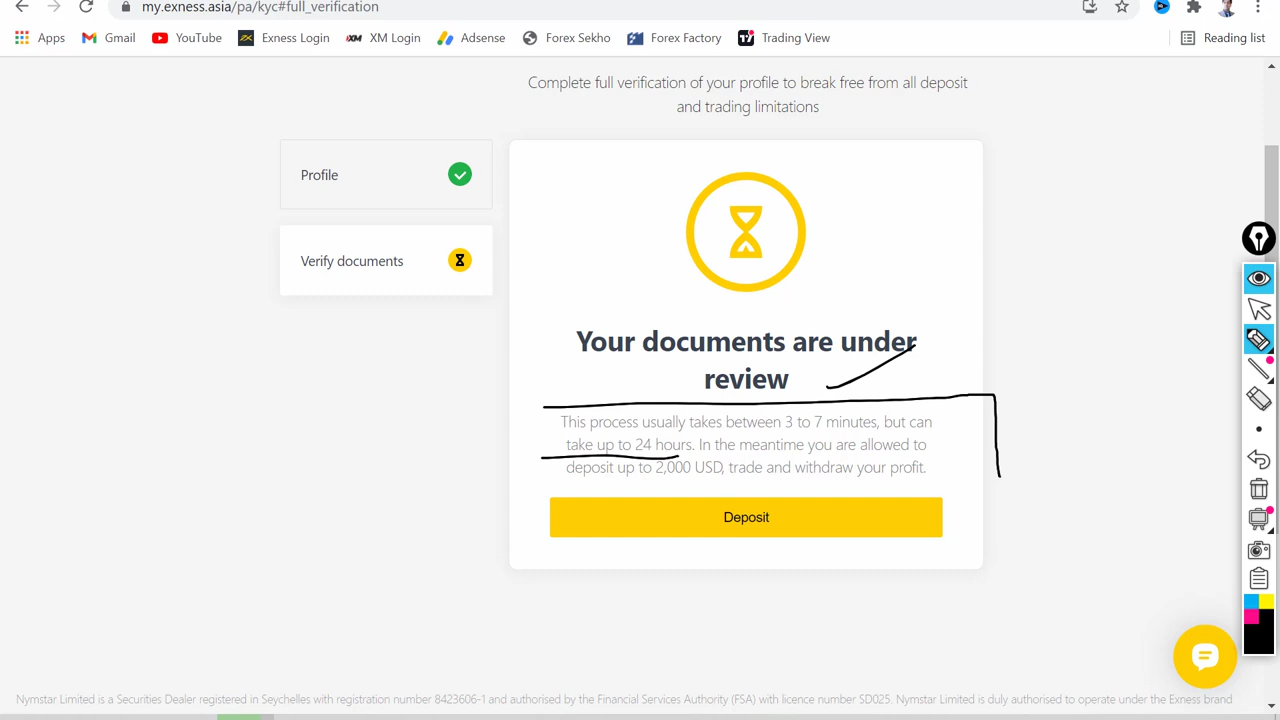 my.exness.asia/pa/kyc#full_verification
Apps Gmail YouTube Exness Login XM Login Adsense Forex Sekho Forex Factory Trading View Reading list
Complete full verification of your profile to break free from all deposit
and trading limitations
Profile
Verify documents
Your documents are under
review
This process usually takes between 3 to 7 minutes, but can
take up to 24 hours. In the meantime you are allowed to
deposit up to 2,000 USD, trade and withdraw your profit.
Deposit
Nymstar Limited is a Securities Dealer registered in Seychelles with registration number 8423606-1 and authorised by the Financial Services Authority (FSA) with licence number SD025. Nymstar Limited is duly authorised to operate under the Exness brand